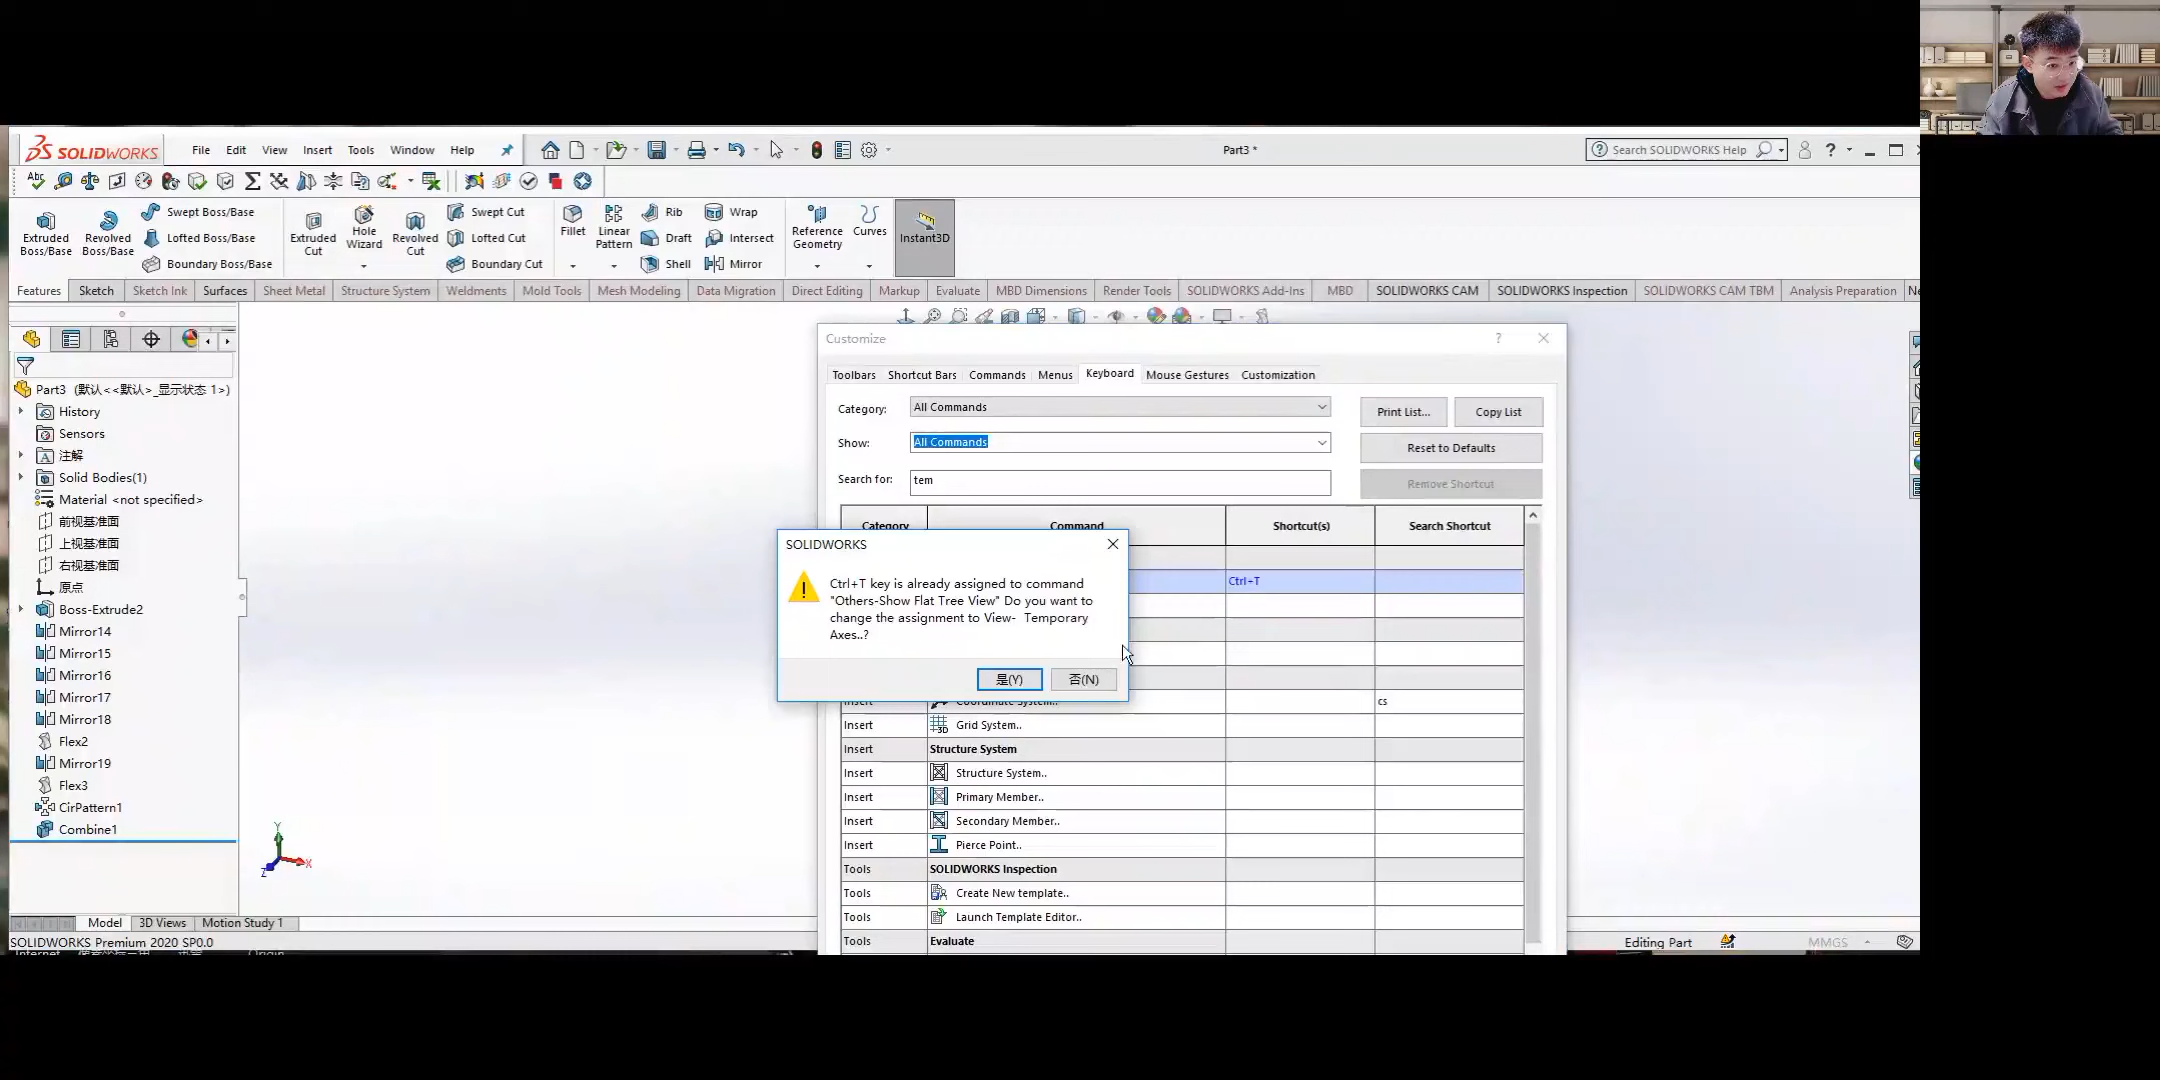 SOLIDWORKS
File Edit View Insert Tools Window Help
Part3 *
Search SOLIDWORKS Help
Extruded Boss/Base
Revolved Boss/Base
Swept Boss/Base
Lofted Boss/Base
Boundary Boss/Base
Extruded Cut
Hole Wizard
Revolved Cut
Swept Cut
Lofted Cut
Boundary Cut
Fillet
Linear Pattern
Rib
Draft
Shell
Wrap
Intersect
Mirror
Reference Geometry
Curves
Instant3D
Features Sketch Sketch Ink Surfaces Sheet Metal Structure System Weldments Mold Tools Mesh Modeling Data Migration Direct Editing Markup Evaluate MBD Dimensions Render Tools SOLIDWORKS Add-Ins MBD SOLIDWORKS CAM SOLIDWORKS Inspection SOLIDWORKS CAM TBM Analysis Preparation
Part3 (默认<<默认>_显示状态 1>)
History
Sensors
注解
Solid Bodies(1)
Material <not specified>
前视基准面
上视基准面
右视基准面
原点
Boss-Extrude2
Mirror14
Mirror15
Mirror16
Mirror17
Mirror18
Flex2
Mirror19
Flex3
CirPattern1
Combine1
Y
X
Z
Customize
Toolbars Shortcut Bars Commands Menus Keyboard Mouse Gestures Customization
Category: All Commands
Print List... Copy List
Show: All Commands
Reset to Defaults
Search for: tem
Remove Shortcut
Category Command Shortcut(s) Search Shortcut
Ctrl+T
SOLIDWORKS
Ctrl+T key is already assigned to command
"Others-Show Flat Tree View" Do you want to
change the assignment to View- Temporary
Axes..?
是(Y) 否(N)
cs
Insert Grid System..
Insert Structure System
Insert Structure System..
Insert Primary Member..
Insert Secondary Member..
Insert Pierce Point..
Tools SOLIDWORKS Inspection
Tools Create New template..
Tools Launch Template Editor..
Tools Evaluate
Model 3D Views Motion Study 1
SOLIDWORKS Premium 2020 SP0.0
Editing Part
MMGS